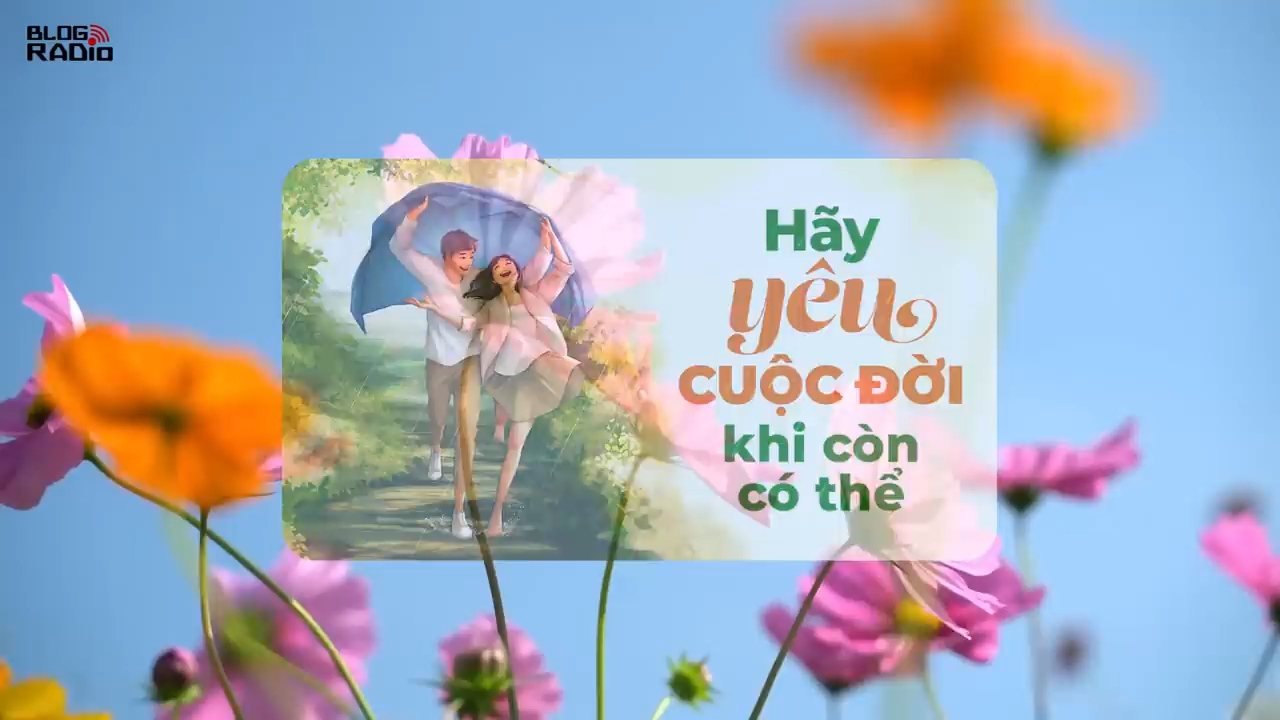 BLOG
RADIO
Hãy
yêu
CUỘC ĐỜI
khi còn
có thể